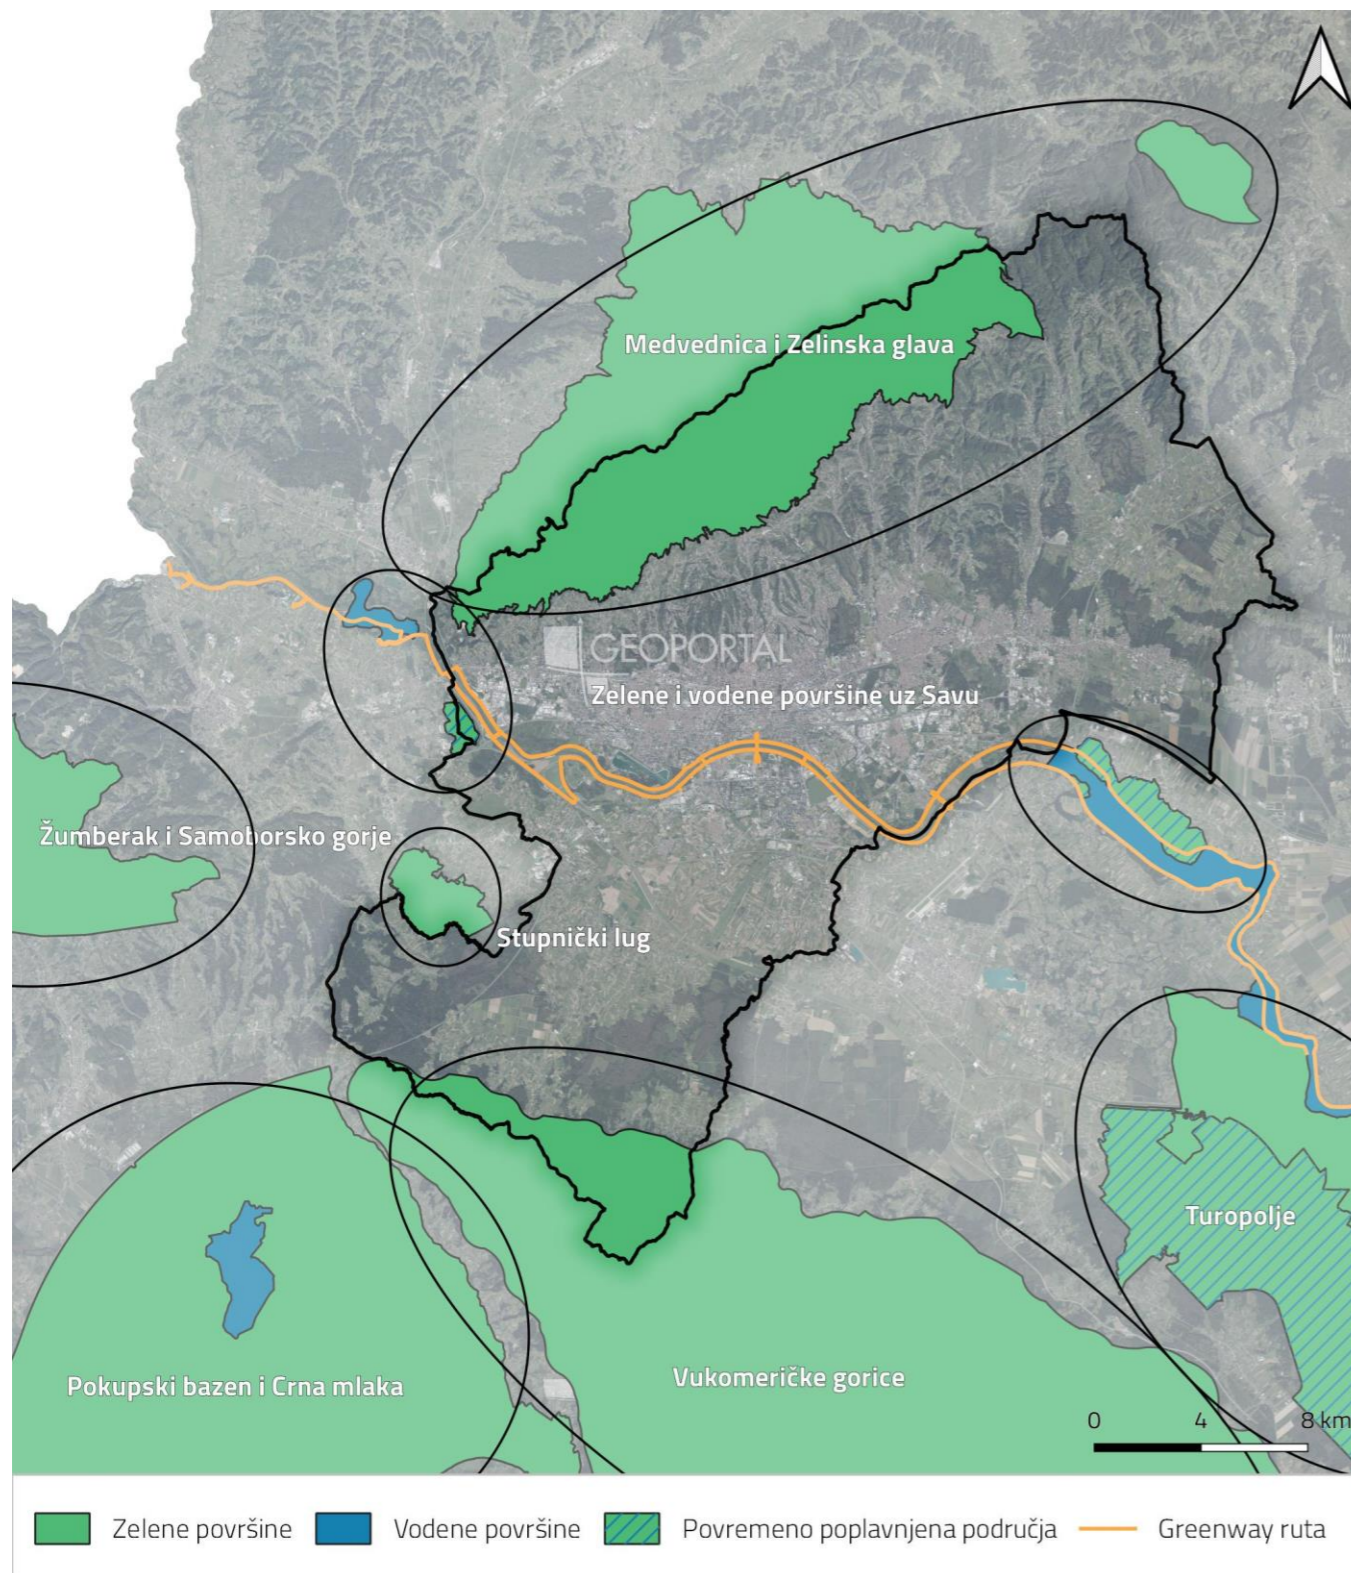 Medvednica i Zelinska glava
GEOPORTAL
Zelene i vodene površine uz Savu
Žumberak i Samoborsko gorje
Stupnički lug
Turopolje
Pokupski bazen i Crna mlaka
Vukomeričke gorice
0 4 8 km
Zelene površine Vodene površine Povremeno poplavnjena područja Greenway ruta